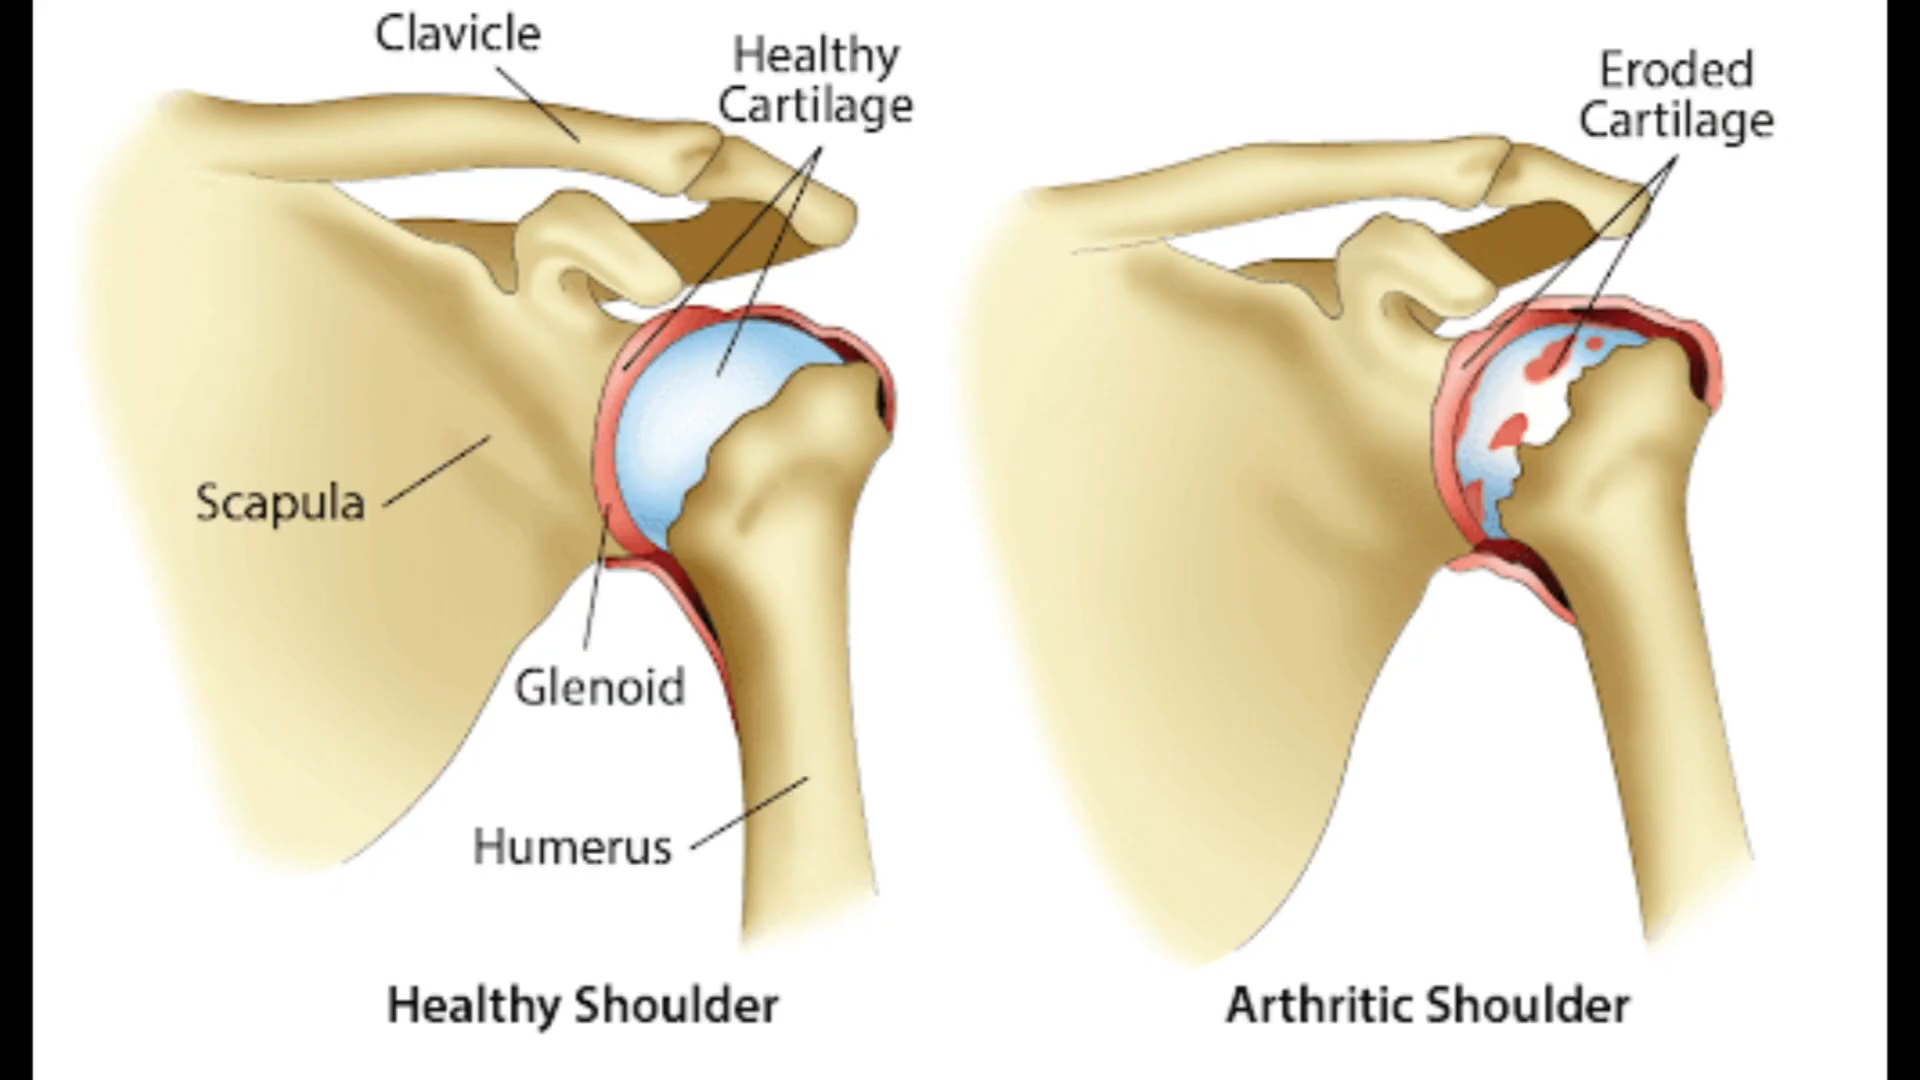 Clavicle
Healthy
Cartilage
Scapula
Glenoid
Humerus
Healthy Shoulder
Eroded
Cartilage
Arthritic Shoulder